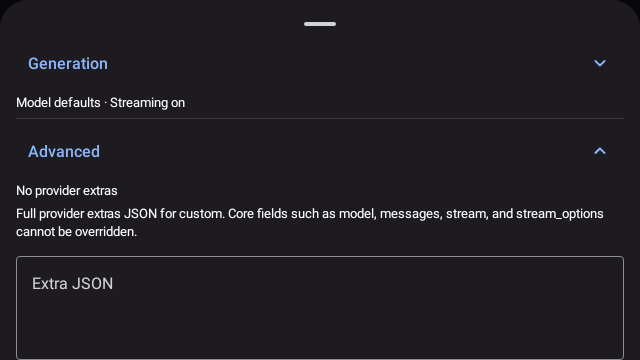 Generation
Model defaults · Streaming on
Advanced
No provider extras
Full provider extras JSON for custom. Core fields such as model, messages, stream, and stream_options
cannot be overridden.
Extra JSON